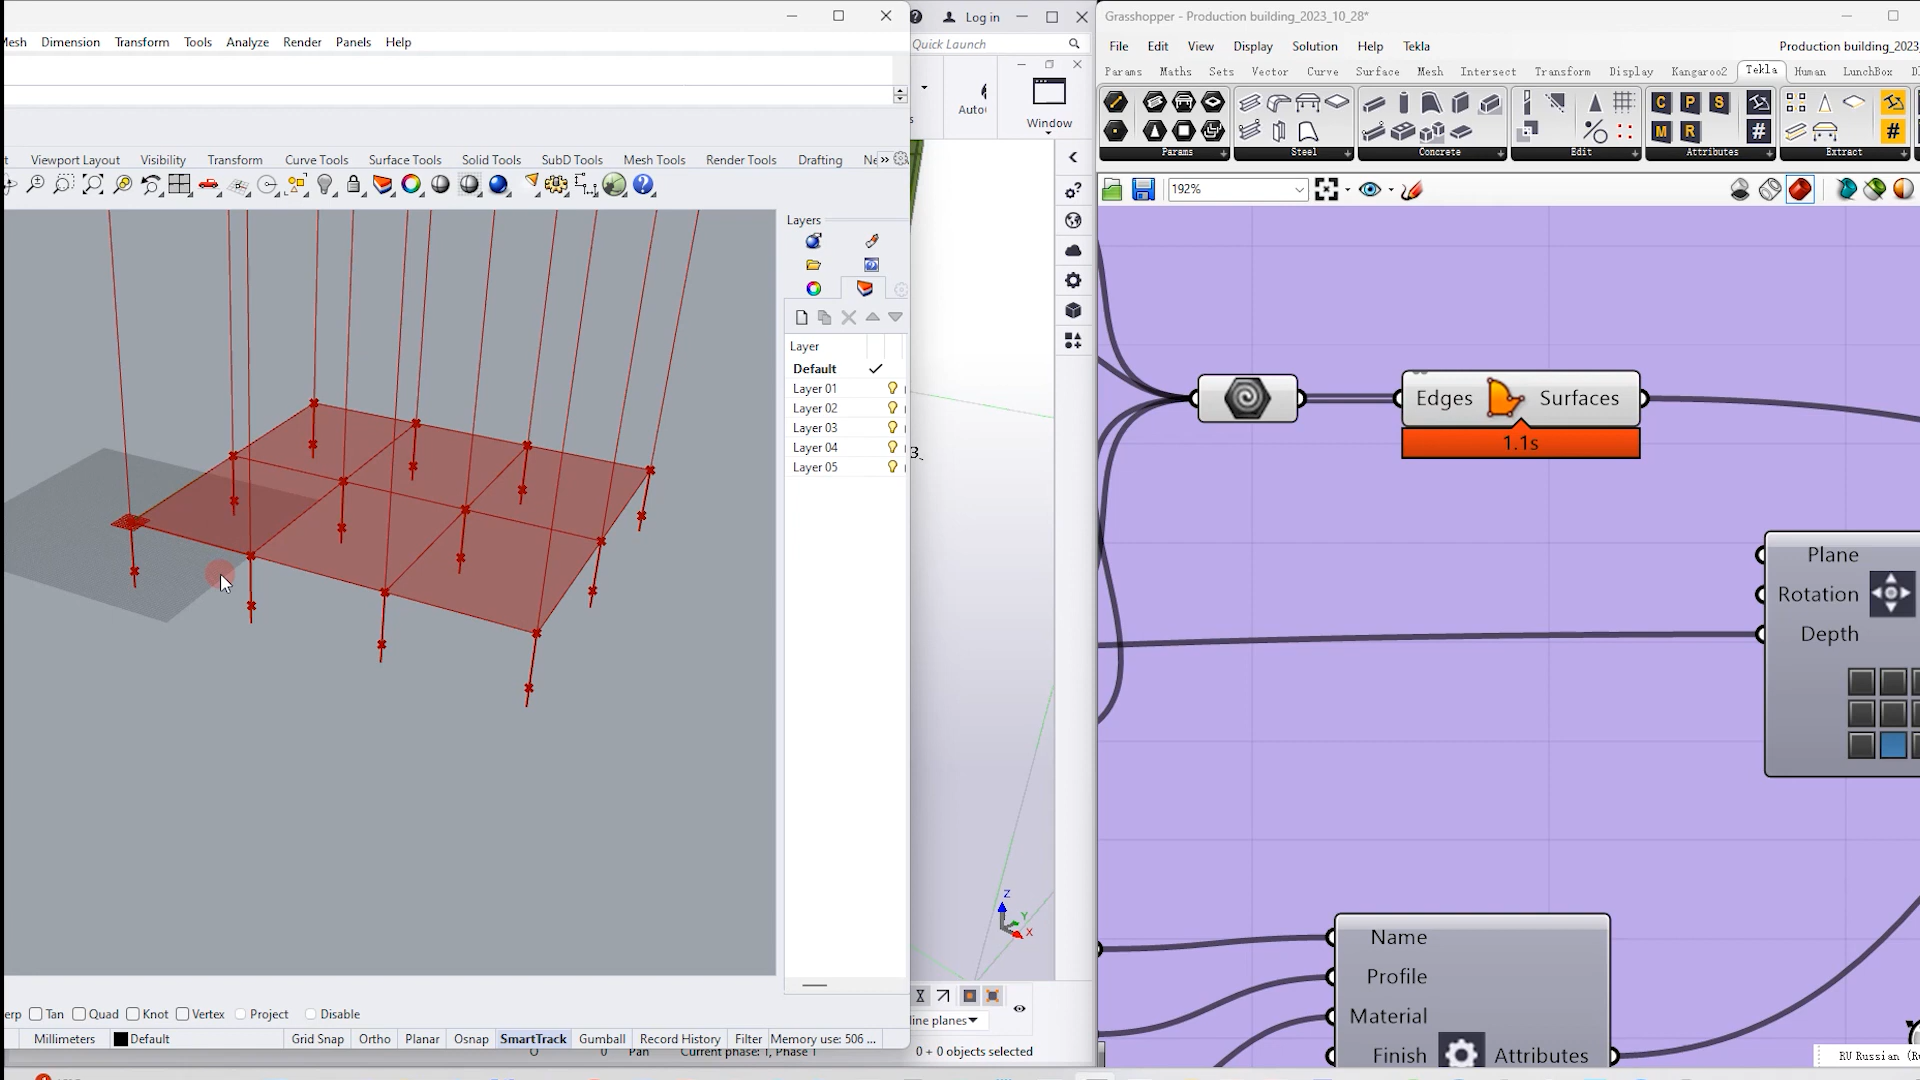 Log in
Grasshopper - Production building_2023_10_28*
Mesh Dimension Transform Tools Analyze Render Panels Help
Quick Launch
File Edit View Display Solution Help Tekla
Production building_2023
Params Maths Sets Vector Curve Surface Mesh Intersect Transform Display Kangaroo2 Tekla Human LunchBox
Window
C P S
M R
Params Steel Concrete Edit Attributes Extract
Viewport Layout Visibility Transform Curve Tools Surface Tools Solid Tools SubD Tools Mesh Tools Render Tools Drafting
192%
Layers
Layer
Default
Layer 01
Layer 02
Layer 03
Layer 04
Layer 05
Edges Surfaces
1.1s
3
Plane
Rotation
Depth
Z
Y
X
Name
Profile
Material
Finish Attributes
Tan Quad Knot Vertex Project Disable
Millimeters Default Grid Snap Ortho Planar Osnap SmartTrack Gumball Record History Filter Memory use: 506 ...
Pan Current phase: 1, Phase 1 0 + 0 objects selected
RU Russian